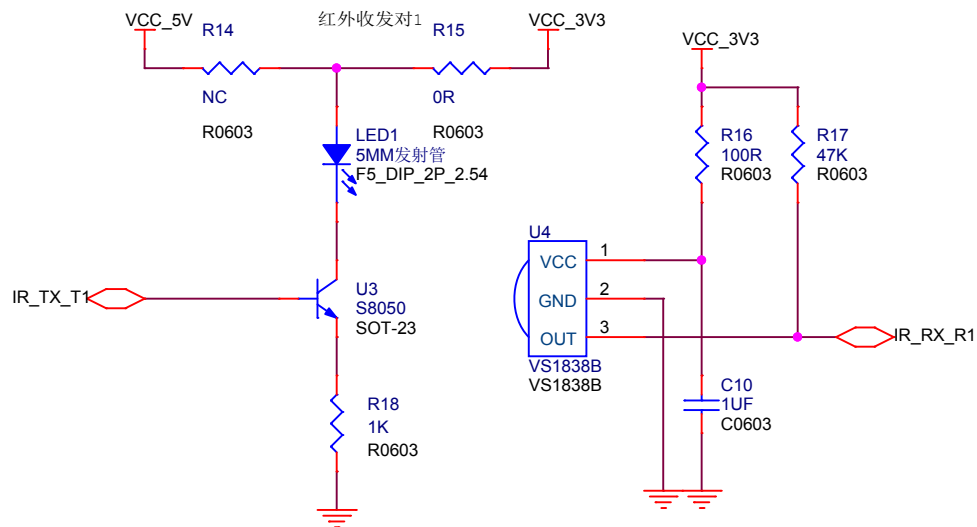 VCC_5V
R14
红外收发对1
R15
VCC_3V3
NC
R0603
0R
R0603
LED1
5MM发射管
F5_DIP_2P_2.54
IR_TX_T1
U3
S8050
SOT-23
R18
1K
R0603
VCC_3V3
R16
100R
R0603
R17
47K
R0603
U4
VCC
1
GND
2
OUT
3
VS1838B
VS1838B
IR_RX_R1
C10
1UF
C0603